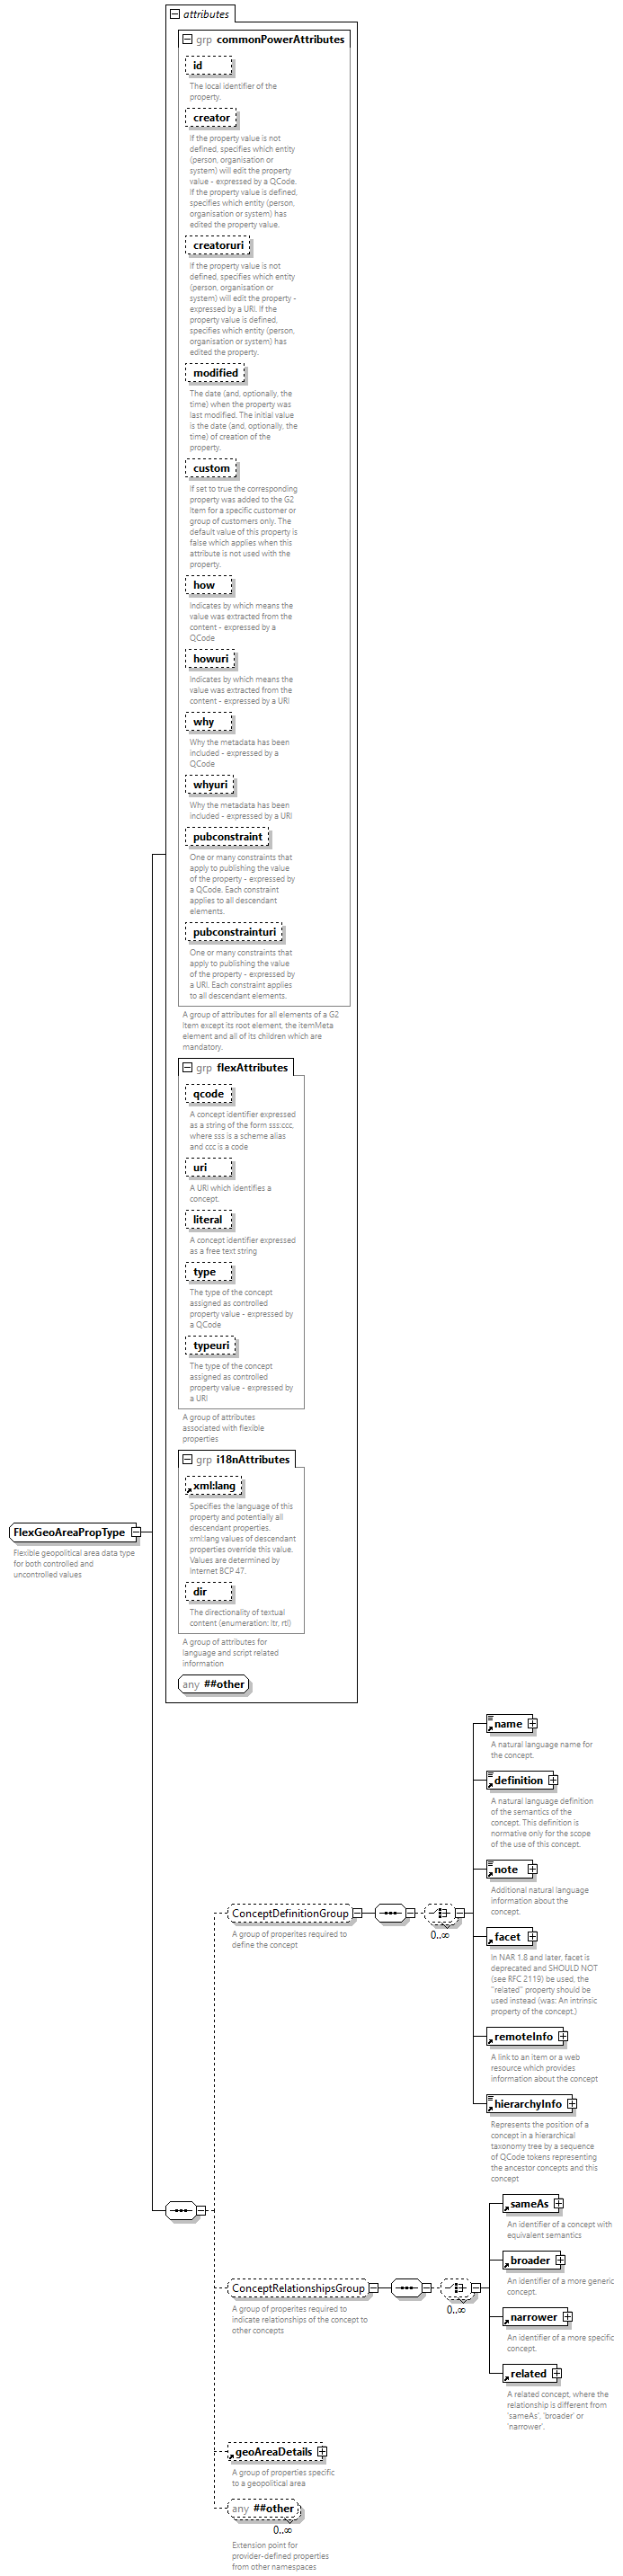 attributes
grp commonPowerAttributes
id
The local identifier of the
property.
creator
If the property value is not
defined, specifies which entity
(person, organisation or
system) will edit the property
value - expressed by a QCode.
If the property value is defined,
specifies which entity (person,
organisation or system) has
edited the property value.
creatoruri
If the property value is not
defined, specifies which entity
(person, organisation or
system) will edit the property -
expressed by a URI. If the
property value is defined,
specifies which entity (person,
organisation or system) has
edited the property.
modified
The date (and, optionally, the
time) when the property was
last modified. The initial value
is the date (and, optionally, the
time) of creation of the
property.
custom
If set to true the corresponding
property was added to the G2
Item for a specific customer or
group of customers only. The
default value of this property is
false which applies when this
attribute is not used with the
property.
how
Indicates by which means the
value was extracted from the
content - expressed by a
QCode
howuri
Indicates by which means the
value was extracted from the
content - expressed by a URI
why
Why the metadata has been
included - expressed by a
QCode
whyuri
Why the metadata has been
included - expressed by a URI
pubconstraint
One or many constraints that
apply to publishing the value
of the property - expressed by
a QCode. Each constraint
applies to all descendant
elements.
pubconstrainturi
One or many constraints that
apply to publishing the value
of the property - expressed by
a URI. Each constraint applies
to all descendant elements.
A group of attributes for all elements of a G2
Item except its root element, the itemMeta
element and all of its children which are
mandatory.
grp flexAttributes
qcode
A concept identifier expressed
as a string of the form sss:ccc,
where sss is a scheme alias
and ccc is a code
uri
A URI which identifies a
concept.
literal
A concept identifier expressed
as a free text string
type
The type of the concept
assigned as controlled
property value - expressed by
a QCode
typeuri
The type of the concept
assigned as controlled
property value - expressed by
a URI
A group of attributes
associated with flexible
properties
grp i18nAttributes
xml:lang
Specifies the language of this
property and potentially all
descendant properties.
xml:lang values of descendant
properties override this value.
Values are determined by
Internet BCP 47.
dir
The directionality of textual
content (enumeration: ltr, rtl)
A group of attributes for
language and script related
information
any ##other
FlexGeoAreaPropType
Flexible geopolitical area data type
for both controlled and
uncontrolled values
ConceptDefinitionGroup
A group of properites required to
define the concept
0..∞
name
A natural language name for
the concept.
definition
A natural language definition
of the semantics of the
concept. This definition is
normative only for the scope
of the use of this concept.
note
Additional natural language
information about the
concept.
facet
In NAR 1.8 and later, facet is
deprecated and SHOULD NOT
(see RFC 2119) be used, the
"related" property should be
used instead (was: An intrinsic
property of the concept.)
remoteInfo
A link to an item or a web
resource which provides
information about the concept
hierarchyInfo
Represents the position of a
concept in a hierarchical
taxonomy tree by a sequence
of QCode tokens representing
the ancestor concepts and this
concept
ConceptRelationshipsGroup
A group of properites required to
indicate relationships of the concept to
other concepts
0..∞
sameAs
An identifier of a concept with
equivalent semantics
broader
An identifier of a more generic
concept.
narrower
An identifier of a more specific
concept.
related
A related concept, where the
relationship is different from
'sameAs', 'broader' or
'narrower'.
geoAreaDetails
A group of properties specific
to a geopolitical area
any ##other
0..∞
Extension point for
provider-defined properties
from other namespaces